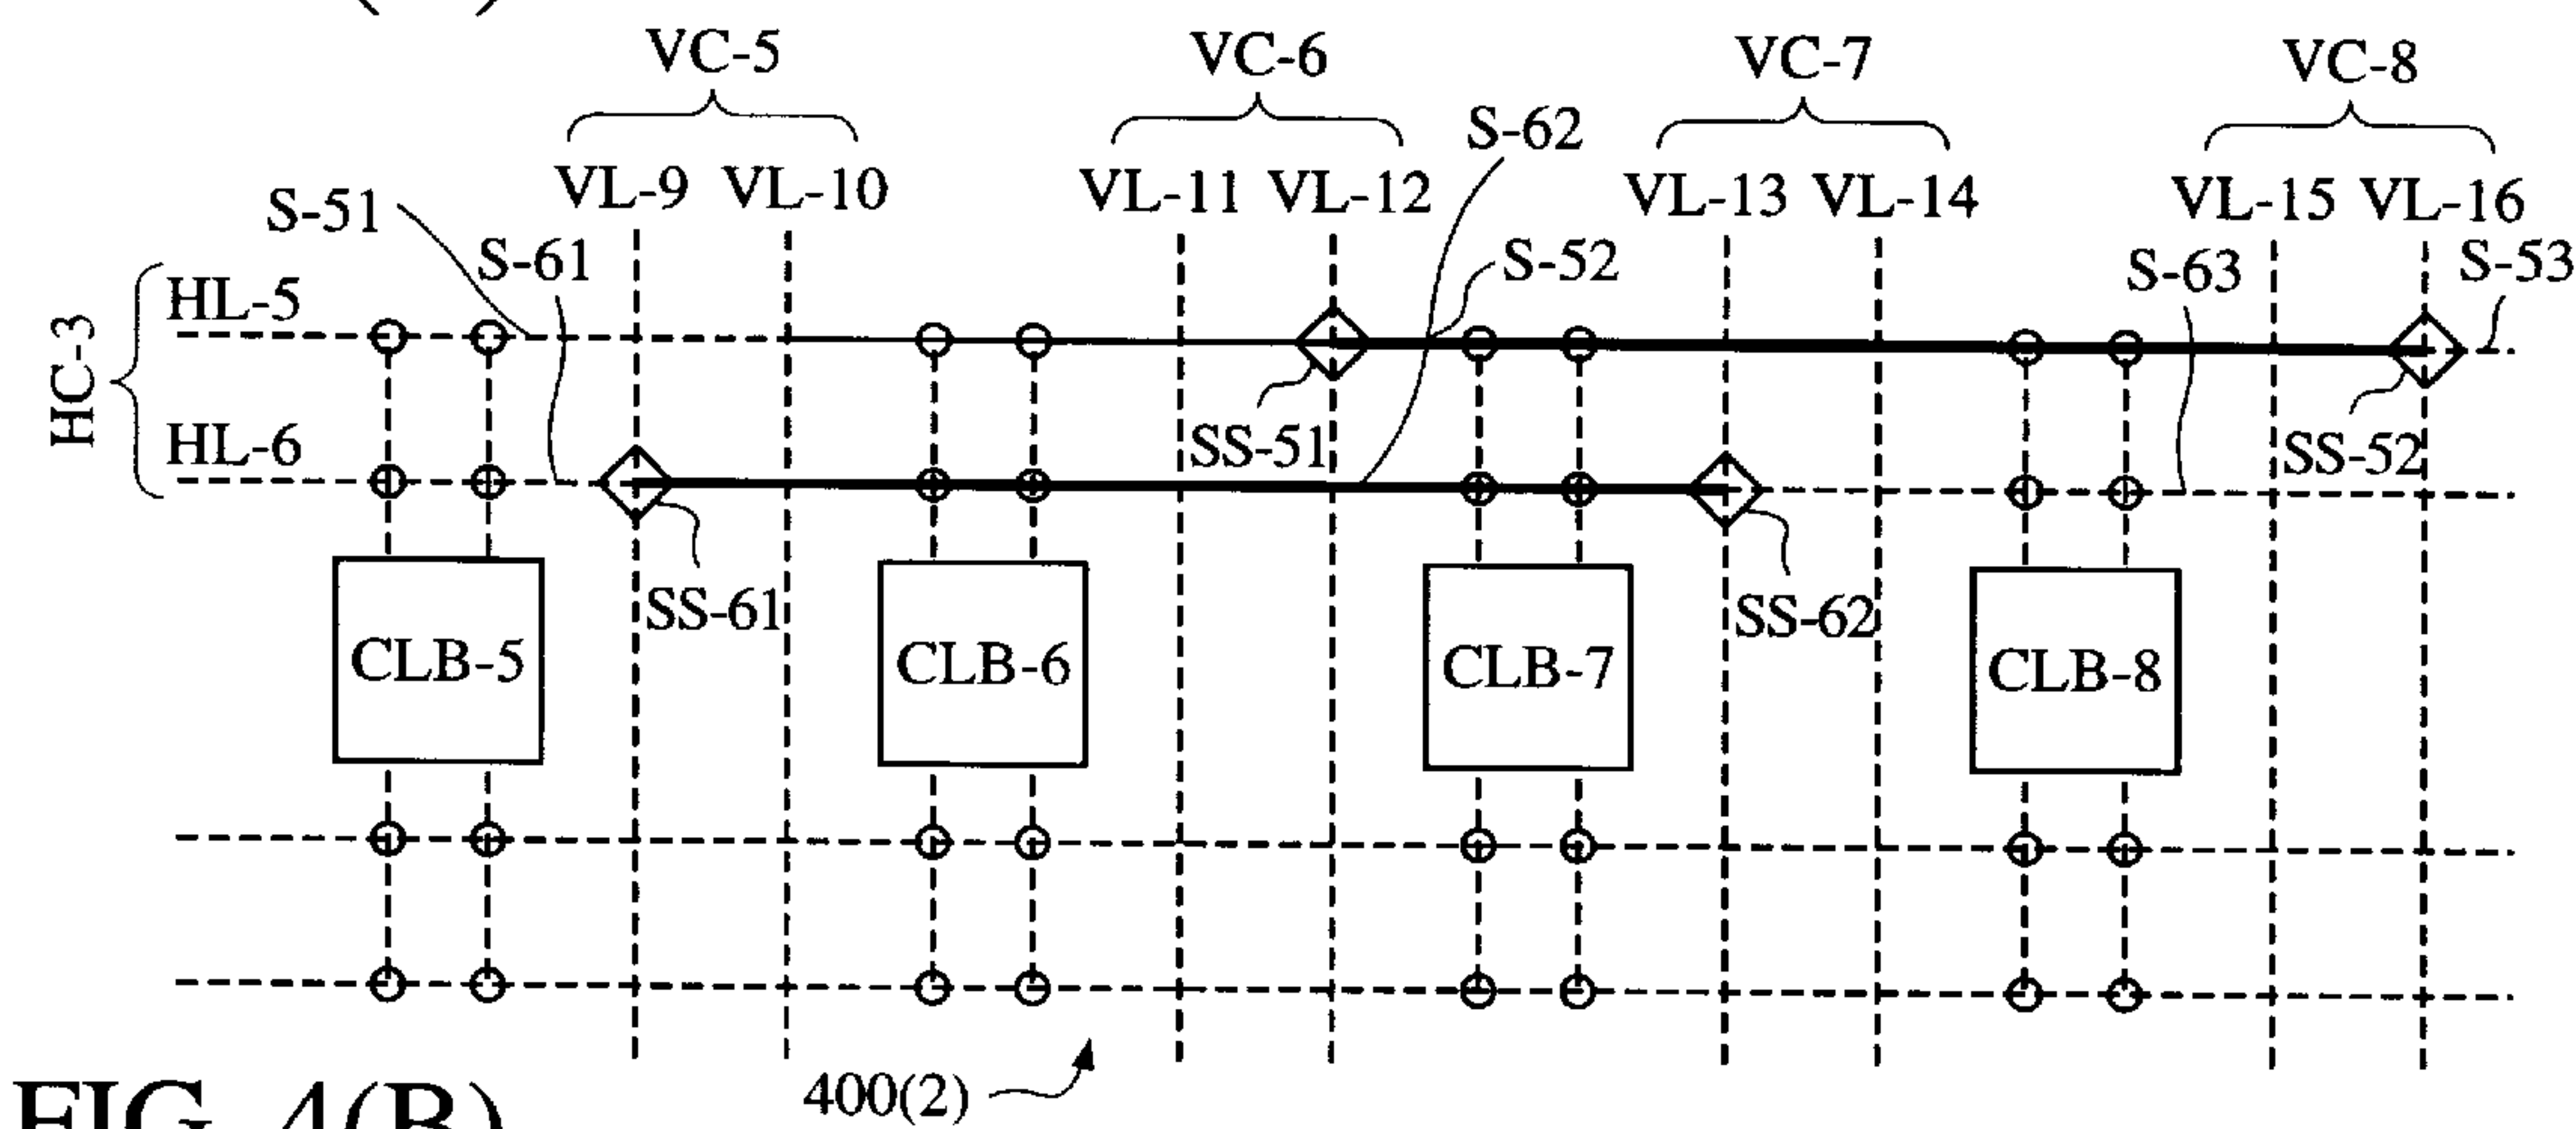 VC-5 VC-6 VC-7 VC-8
S-62
VL-9 VL-10 VL-11 VL-12 VL-13 VL-14 VL-15 VL-16
S-51 S-61 S-52 S-63 S-53
HC-3
HL-5
HL-6
SS-51 SS-52
SS-61 SS-62
CLB-5 CLB-6 CLB-7 CLB-8
400(2)
FIG. 4(B)